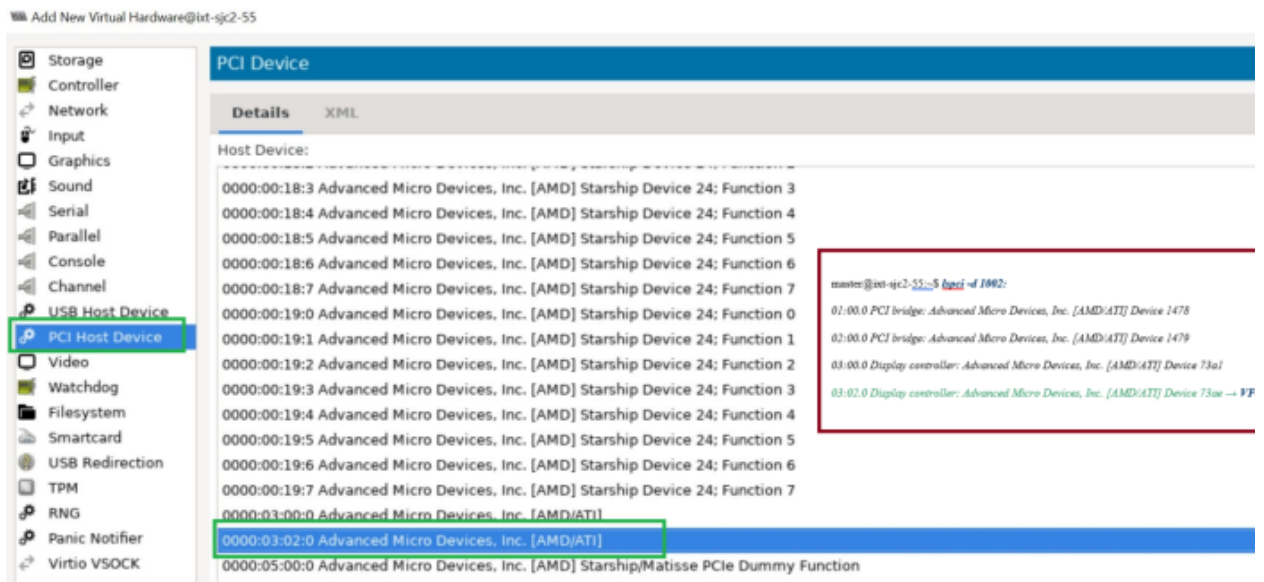 Add New Virtual Hardware@ixt-sjc2-55
Storage
Controller
Network
Input
Graphics
Sound
Serial
Parallel
Console
Channel
USB Host Device
PCI Host Device
Video
Watchdog
Filesystem
Smartcard
USB Redirection
TPM
RNG
Panic Notifier
Virtio VSOCK
PCI Device
Details XML
Host Device:
0000:00:18:3 Advanced Micro Devices, Inc. [AMD] Starship Device 24; Function 3
0000:00:18:4 Advanced Micro Devices, Inc. [AMD] Starship Device 24; Function 4
0000:00:18:5 Advanced Micro Devices, Inc. [AMD] Starship Device 24; Function 5
0000:00:18:6 Advanced Micro Devices, Inc. [AMD] Starship Device 24; Function 6
0000:00:18:7 Advanced Micro Devices, Inc. [AMD] Starship Device 24; Function 7
0000:00:19:0 Advanced Micro Devices, Inc. [AMD] Starship Device 24; Function 0
0000:00:19:1 Advanced Micro Devices, Inc. [AMD] Starship Device 24; Function 1
0000:00:19:2 Advanced Micro Devices, Inc. [AMD] Starship Device 24; Function 2
0000:00:19:3 Advanced Micro Devices, Inc. [AMD] Starship Device 24; Function 3
0000:00:19:4 Advanced Micro Devices, Inc. [AMD] Starship Device 24; Function 4
0000:00:19:5 Advanced Micro Devices, Inc. [AMD] Starship Device 24; Function 5
0000:00:19:6 Advanced Micro Devices, Inc. [AMD] Starship Device 24; Function 6
0000:00:19:7 Advanced Micro Devices, Inc. [AMD] Starship Device 24; Function 7
0000:03:00:0 Advanced Micro Devices, Inc. [AMD/ATI]
0000:03:02:0 Advanced Micro Devices, Inc. [AMD/ATI]
0000:05:00:0 Advanced Micro Devices, Inc. [AMD] Starship/Matisse PCIe Dummy Function
master@ixt-sjc2-55:~$ lspci -d 1002:
01:00.0 PCI bridge: Advanced Micro Devices, Inc. [AMD/ATI] Device 1478
02:00.0 PCI bridge: Advanced Micro Devices, Inc. [AMD/ATI] Device 1479
03:00.0 Display controller: Advanced Micro Devices, Inc. [AMD/ATI] Device 73a1
03:02.0 Display controller: Advanced Micro Devices, Inc. [AMD/ATI] Device 73ae → VF